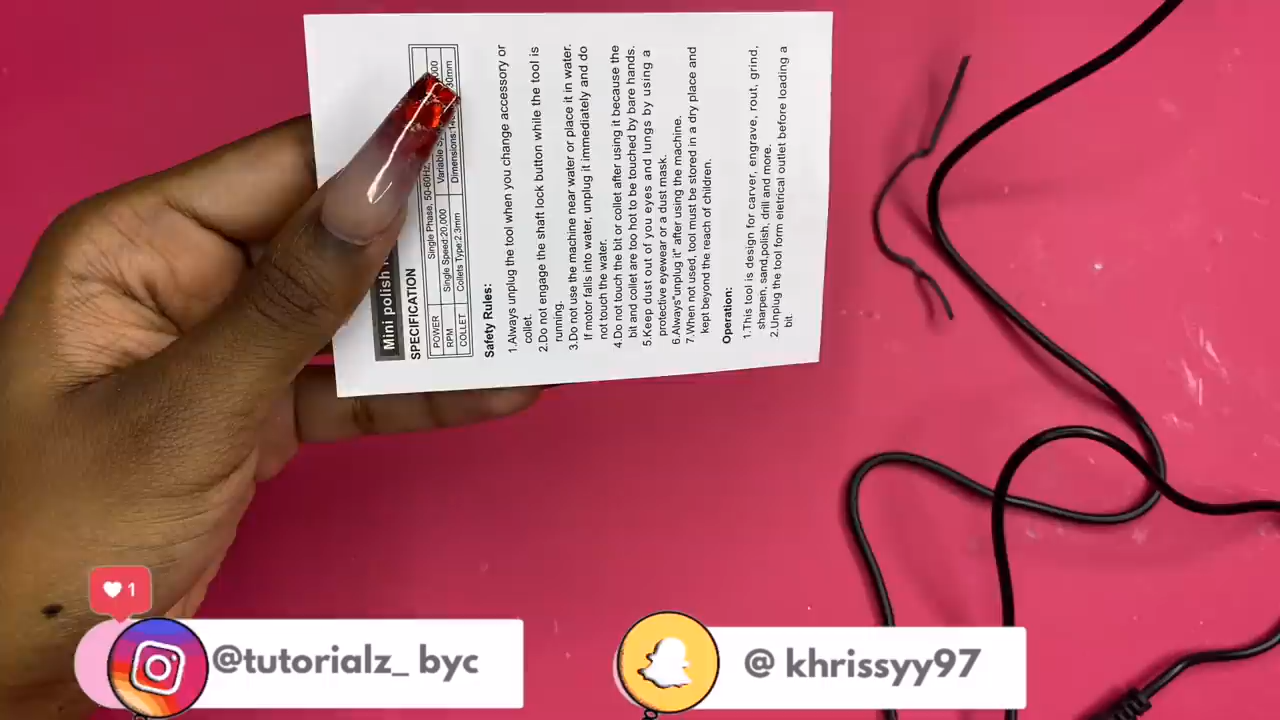 Mini polish
SPECIFICATION
POWER Single Phase, 50-60Hz,
RPM Single Speed:20,000 Variable
COLLET Collets Type:2.3mm Dimensions:
Safety Rules:
1.Always unplug the tool when you change accessory or
collet.
2.Do not engage the shaft lock button while the tool is
running.
3.Do not use the machine near water or place it in water.
If motor falls into water, unplug it immediately and do
not touch the water.
4.Do not touch the bit or collet after using it because the
bit and collet are too hot to be touched by bare hands.
5.Keep dust out of you eyes and lungs by using a
protective eyewear or a dust mask.
6.Always"unplug it" after using the machine.
7.When not used, tool must be stored in a dry place and
kept beyond the reach of children.
Operation:
1.This tool is design for carver, engrave, rout, grind,
sharpen, sand,polish, drill and more.
2.Unplug the tool form eletrical outlet before loading a
bit.
1
@tutorialz_ byc
@ khrissyy97